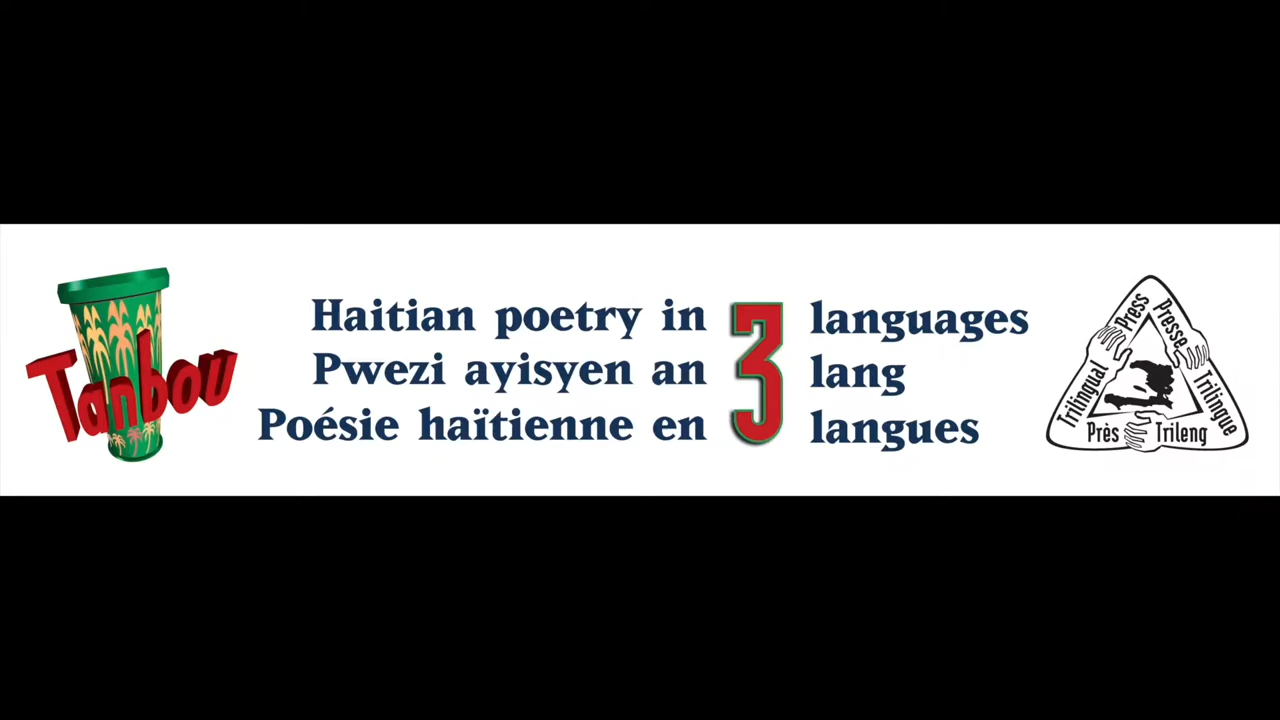 Tanbou
Haitian poetry in 3 languages
Pwezi ayisyen an 3 lang
Poésie haïtienne en 3 langues
Trilingual Press
Presse Trilingue
Près Trileng